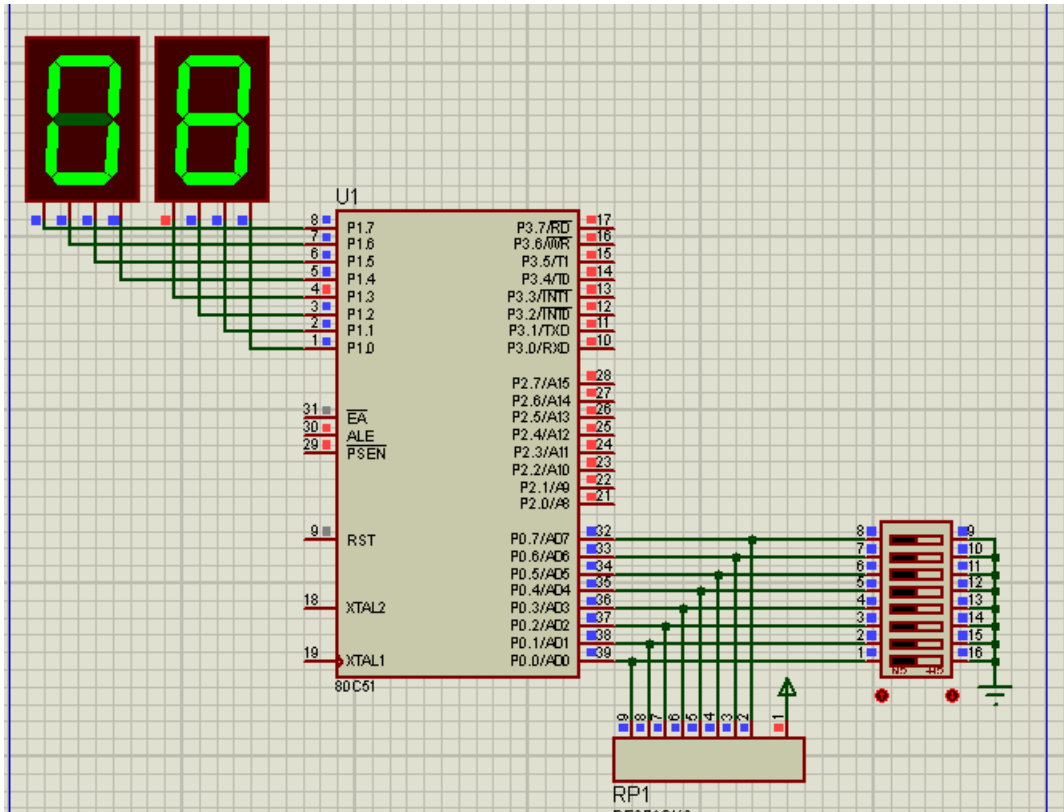 08
U1
8 P1.7 P3.7/RD 17
7 P1.6 P3.6/WR 16
6 P1.5 P3.5/T1 15
5 P1.4 P3.4/T0 14
4 P1.3 P3.3/INT1 13
3 P1.2 P3.2/INT0 12
2 P1.1 P3.1/TXD 11
1 P1.0 P3.0/RXD 10
P2.7/A15 28
P2.6/A14 27
31 EA P2.5/A13 26
30 ALE P2.4/A12 25
29 PSEN P2.3/A11 24
P2.2/A10 23
P2.1/A9 22
P2.0/A8 21
9 RST P0.7/AD7 32 8 9
P0.6/AD6 33 7 10
P0.5/AD5 34 6 11
P0.4/AD4 35 5 12
18 XTAL2 P0.3/AD3 36 4 13
P0.2/AD2 37 3 14
P0.1/AD1 38 2 15
19 XTAL1 P0.0/AD0 39 1 16
80C51
9 8 7 6 5 4 3 2 1
RP1